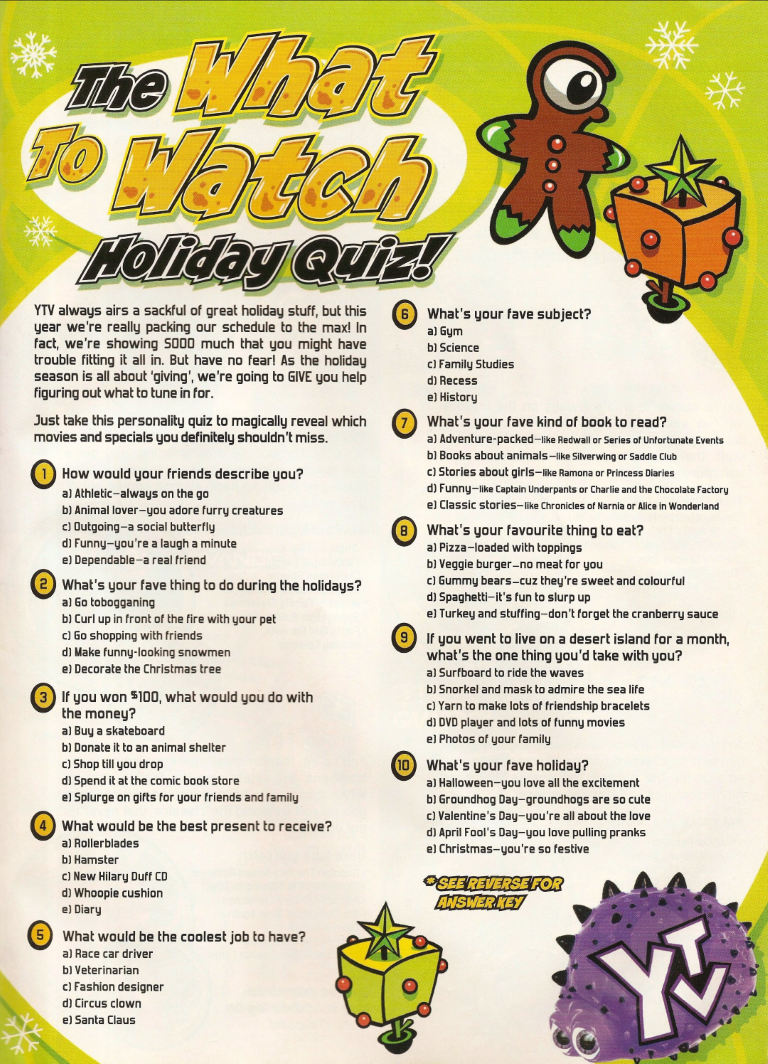 The What
To Watch
Holiday Quiz!
YTV always airs a sackful of great holiday stuff, but this
year we're really packing our schedule to the max! In
fact, we're showing SOOO much that you might have
trouble fitting it all in. But have no fear! As the holiday
season is all about 'giving', we're going to GIVE you help
figuring out what to tune in for.
Just take this personality quiz to magically reveal which
movies and specials you definitely shouldn't miss.
1 How would your friends describe you?
a) Athletic—always on the go
b) Animal lover—you adore furry creatures
c) Outgoing—a social butterfly
d) Funny—you're a laugh a minute
e) Dependable—a real friend
2 What's your fave thing to do during the holidays?
a) Go tobogganing
b) Curl up in front of the fire with your pet
c) Go shopping with friends
d) Make funny-looking snowmen
e) Decorate the Christmas tree
3 If you won $100, what would you do with
the money?
a) Buy a skateboard
b) Donate it to an animal shelter
c) Shop till you drop
d) Spend it at the comic book store
e) Splurge on gifts for your friends and family
4 What would be the best present to receive?
a) Rollerblades
b) Hamster
c) New Hilary Duff CD
d) Whoopie cushion
e) Diary
5 What would be the coolest job to have?
a) Race car driver
b) Veterinarian
c) Fashion designer
d) Circus clown
e) Santa Claus
6 What's your fave subject?
a) Gym
b) Science
c) Family Studies
d) Recess
e) History
7 What's your fave kind of book to read?
a) Adventure-packed—like Redwall or Series of Unfortunate Events
b) Books about animals—like Silverwing or Saddle Club
c) Stories about girls—like Ramona or Princess Diaries
d) Funny—like Captain Underpants or Charlie and the Chocolate Factory
e) Classic stories—like Chronicles of Narnia or Alice in Wonderland
8 What's your favourite thing to eat?
a) Pizza—loaded with toppings
b) Veggie burger—no meat for you
c) Gummy bears—cuz they're sweet and colourful
d) Spaghetti—it's fun to slurp up
e) Turkey and stuffing—don't forget the cranberry sauce
9 If you went to live on a desert island for a month,
what's the one thing you'd take with you?
a) Surfboard to ride the waves
b) Snorkel and mask to admire the sea life
c) Yarn to make lots of friendship bracelets
d) DVD player and lots of funny movies
e) Photos of your family
10 What's your fave holiday?
a) Halloween—you love all the excitement
b) Groundhog Day—groundhogs are so cute
c) Valentine's Day—you're all about the love
d) April Fool's Day—you love pulling pranks
e) Christmas—you're so festive
*SEE REVERSE FOR
ANSWER KEY
YTV